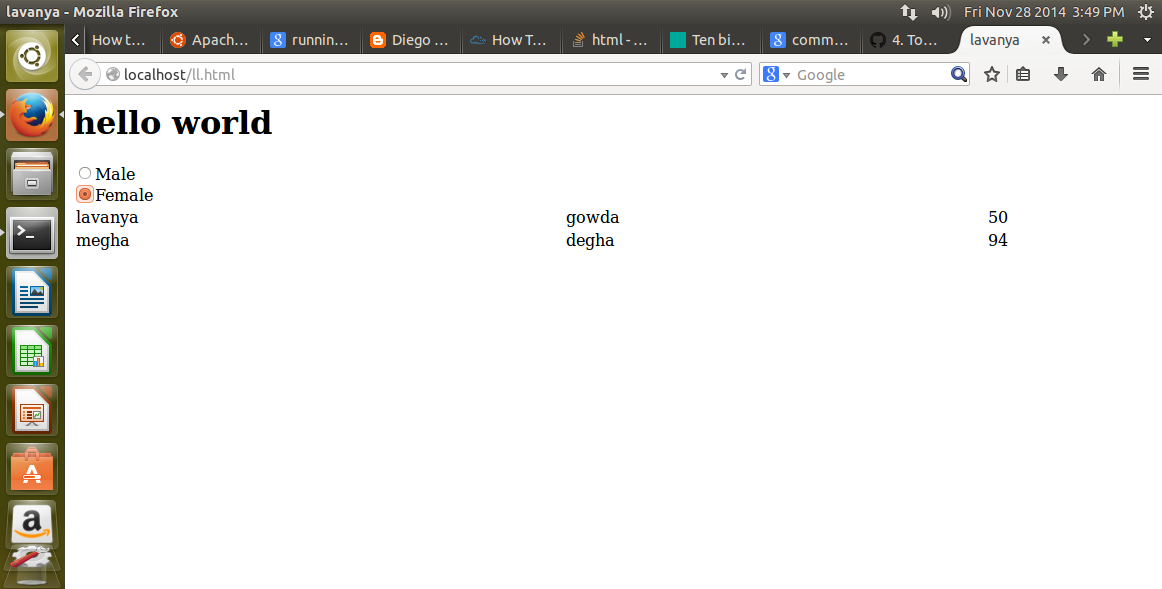 lavanya - Mozilla Firefox
Fri Nov 28 2014 3:49 PM
How t...
Apach...
runnin...
Diego ...
How T...
html - ...
Ten bi...
comm...
4. To...
lavanya
localhost/ll.html
Google
hello world
Male
Female
lavanya gowda 50
megha degha 94